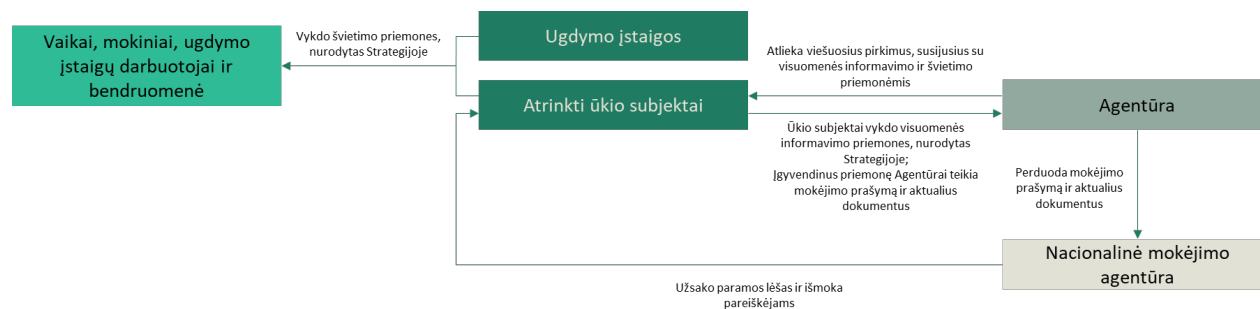 Vaikai, mokiniai, ugdymo
įstaigų darbuotojai ir
bendruomenė
Vykdo švietimo priemones,
nurodytas Strategijoje
Ugdymo įstaigos
Atrinkti ūkio subjektai
Atlieka viešuosius pirkimus, susijusius su
visuomenės informavimo ir švietimo
priemonėmis
Agentūra
Ūkio subjektai vykdo visuomenės
informavimo priemones, nurodytas
Strategijoje;
Įgyvendinus priemonę Agentūrai teikia
mokėjimo prašymą ir aktualius
dokumentus
Perduoda mokėjimo
prašymą ir aktualius
dokumentus
Nacionalinė mokėjimo
agentūra
Užsako paramos lėšas ir išmoka
pareiškėjams